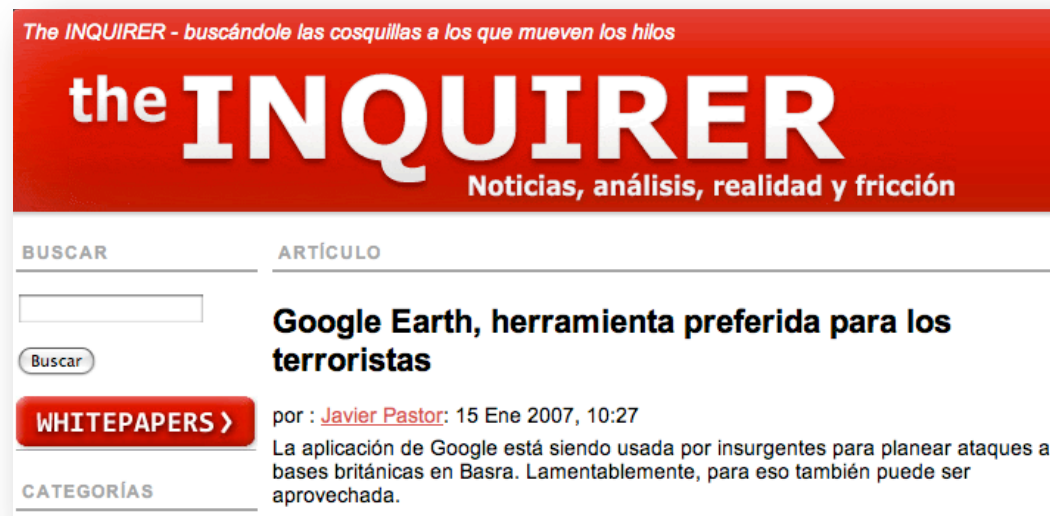 The INQUIRER - buscándole las cosquillas a los que mueven los hilos
the INQUIRER
Noticias, análisis, realidad y fricción
BUSCAR
Buscar
WHITEPAPERS
CATEGORÍAS
ARTÍCULO
Google Earth, herramienta preferida para los
terroristas
por : Javier Pastor: 15 Ene 2007, 10:27
La aplicación de Google está siendo usada por insurgentes para planear ataques a
bases británicas en Basra. Lamentablemente, para eso también puede ser
aprovechada.